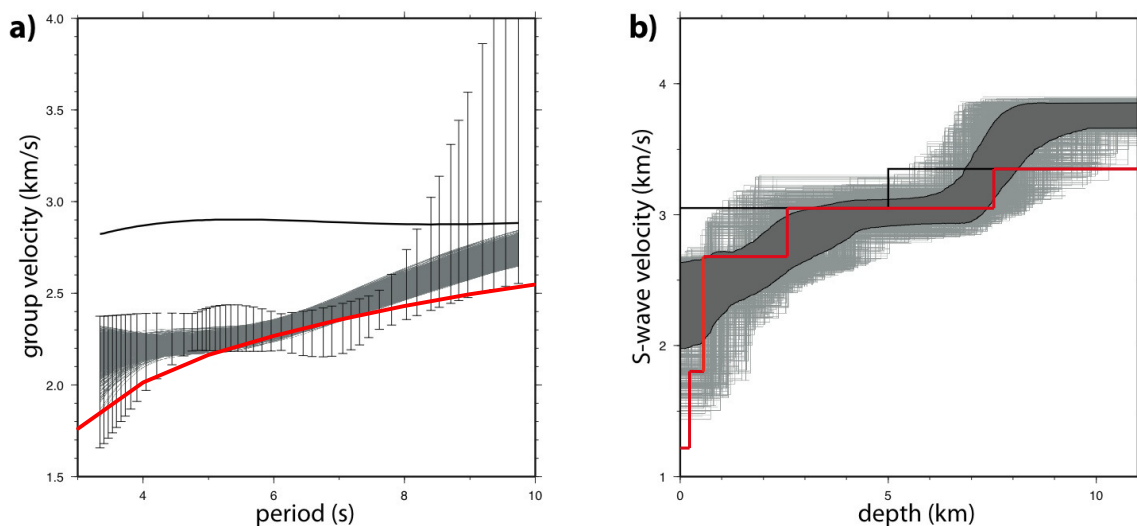 a)
4.0
3.5
3.0
2.5
2.0
1.5
group velocity (km/s)
4
6
8
10
period (s)
b)
4
3
2
1
S-wave velocity (km/s)
0
5
10
depth (km)